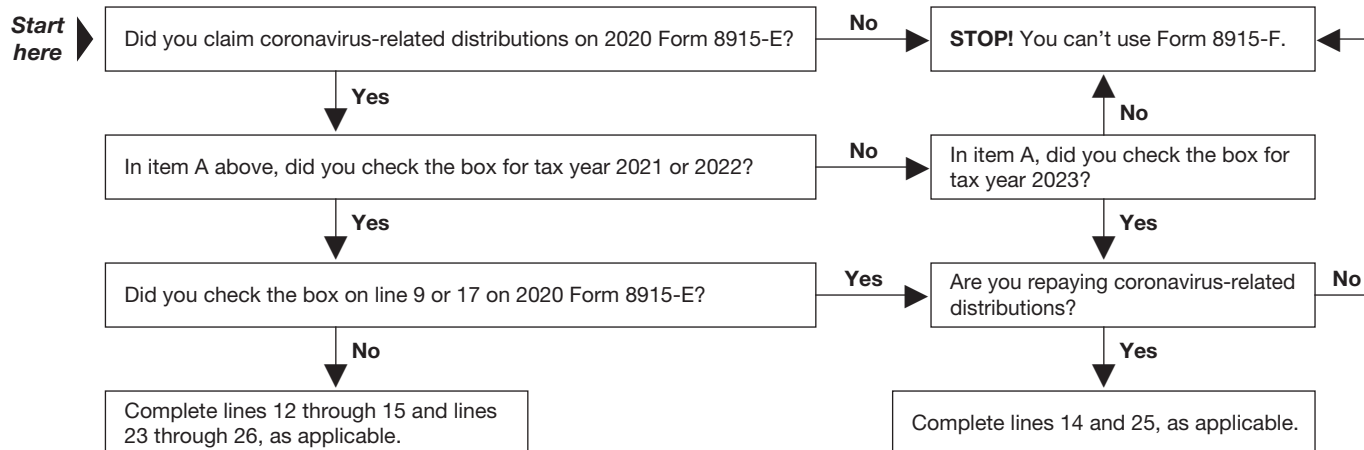 Start
here
Did you claim coronavirus-related distributions on 2020 Form 8915-E?
No
STOP! You can't use Form 8915-F.
Yes
No
In item A above, did you check the box for tax year 2021 or 2022?
No
In item A, did you check the box for
tax year 2023?
Yes
Yes
Did you check the box on line 9 or 17 on 2020 Form 8915-E?
Yes
Are you repaying coronavirus-related
distributions?
No
No
Yes
Complete lines 12 through 15 and lines
23 through 26, as applicable.
Complete lines 14 and 25, as applicable.